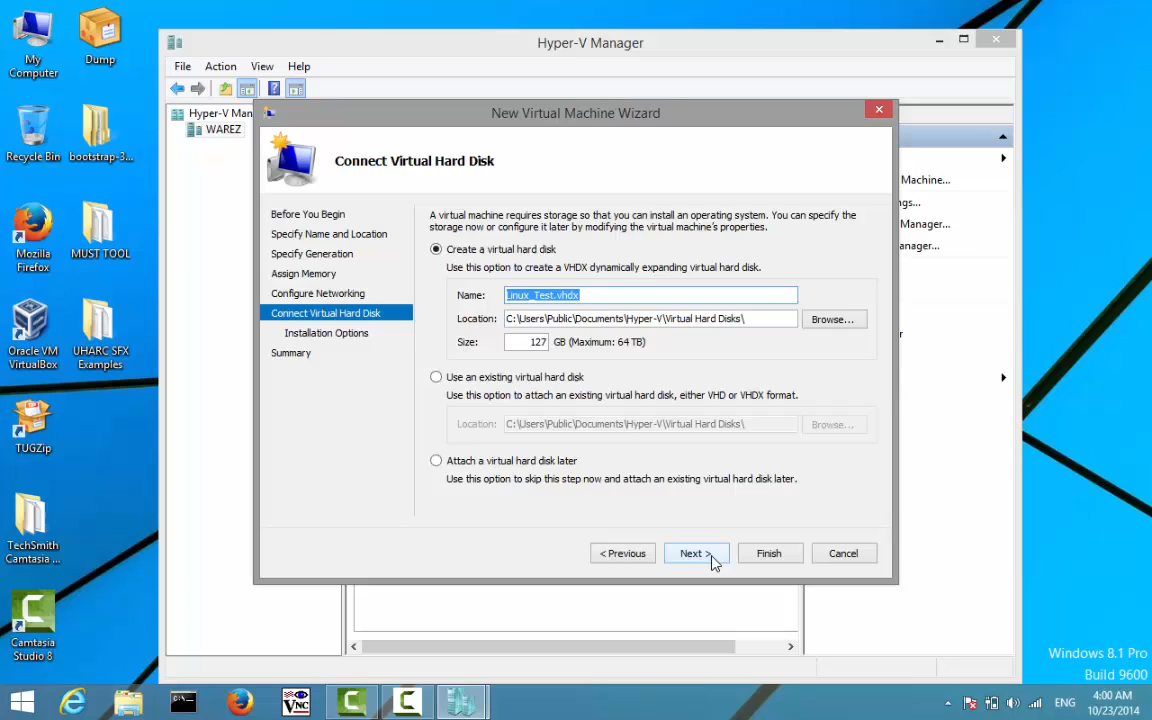 My Computer
Dump
Recycle Bin
bootstrap-3...
Mozilla Firefox
MUST TOOL
Oracle VM VirtualBox
UHARC SFX Examples
TUGZip
TechSmith Camtasia ...
Camtasia Studio 8
Hyper-V Manager
File Action View Help
Hyper-V Man
WAREZ
Machine...
gs...
Manager...
anager...
New Virtual Machine Wizard
Connect Virtual Hard Disk
Before You Begin
Specify Name and Location
Specify Generation
Assign Memory
Configure Networking
Connect Virtual Hard Disk
Installation Options
Summary
A virtual machine requires storage so that you can install an operating system. You can specify the
storage now or configure it later by modifying the virtual machine's properties.
Create a virtual hard disk
Use this option to create a VHDX dynamically expanding virtual hard disk.
Name: Linux_Test.vhdx
Location: C:\Users\Public\Documents\Hyper-V\Virtual Hard Disks\ Browse...
Size: 127 GB (Maximum: 64 TB)
Use an existing virtual hard disk
Use this option to attach an existing virtual hard disk, either VHD or VHDX format.
Location: C:\Users\Public\Documents\Hyper-V\Virtual Hard Disks\ Browse...
Attach a virtual hard disk later
Use this option to skip this step now and attach an existing virtual hard disk later.
< Previous Next > Finish Cancel
Windows 8.1 Pro
Build 9600
C:\
VNC
ENG
4:00 AM
10/23/2014